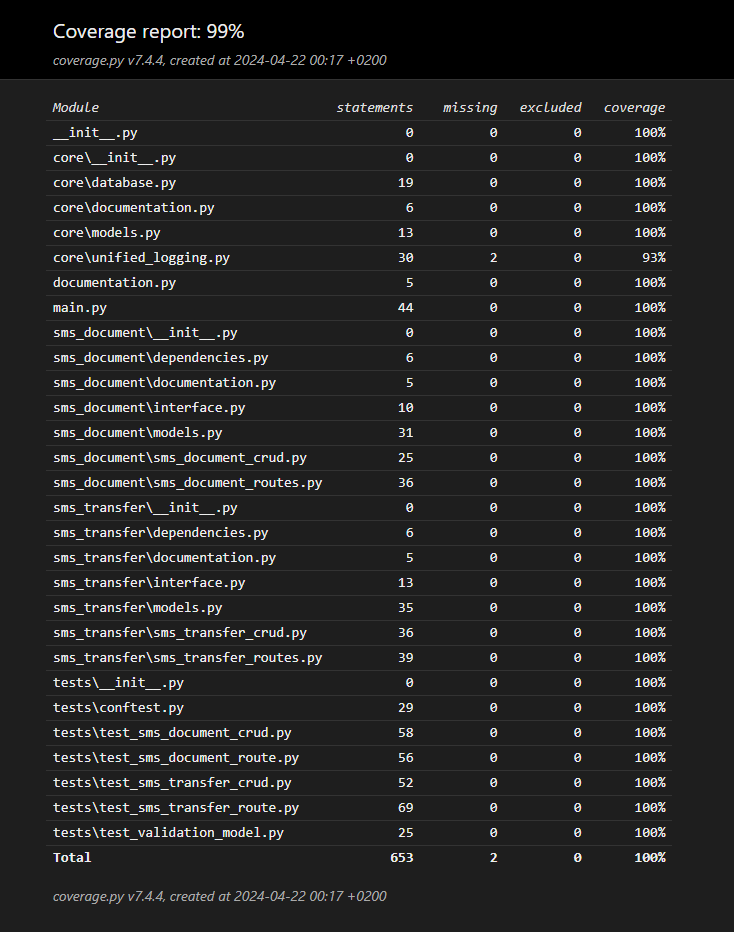 Coverage report: 99%
coverage.py v7.4.4, created at 2024-04-22 00:17 +0200
Module statements missing excluded coverage
__init__.py 0 0 0 100%
core\__init__.py 0 0 0 100%
core\database.py 19 0 0 100%
core\documentation.py 6 0 0 100%
core\models.py 13 0 0 100%
core\unified_logging.py 30 2 0 93%
documentation.py 5 0 0 100%
main.py 44 0 0 100%
sms_document\__init__.py 0 0 0 100%
sms_document\dependencies.py 6 0 0 100%
sms_document\documentation.py 5 0 0 100%
sms_document\interface.py 10 0 0 100%
sms_document\models.py 31 0 0 100%
sms_document\sms_document_crud.py 25 0 0 100%
sms_document\sms_document_routes.py 36 0 0 100%
sms_transfer\__init__.py 0 0 0 100%
sms_transfer\dependencies.py 6 0 0 100%
sms_transfer\documentation.py 5 0 0 100%
sms_transfer\interface.py 13 0 0 100%
sms_transfer\models.py 35 0 0 100%
sms_transfer\sms_transfer_crud.py 36 0 0 100%
sms_transfer\sms_transfer_routes.py 39 0 0 100%
tests\__init__.py 0 0 0 100%
tests\conftest.py 29 0 0 100%
tests\test_sms_document_crud.py 58 0 0 100%
tests\test_sms_document_route.py 56 0 0 100%
tests\test_sms_transfer_crud.py 52 0 0 100%
tests\test_sms_transfer_route.py 69 0 0 100%
tests\test_validation_model.py 25 0 0 100%
Total 653 2 0 100%
coverage.py v7.4.4, created at 2024-04-22 00:17 +0200